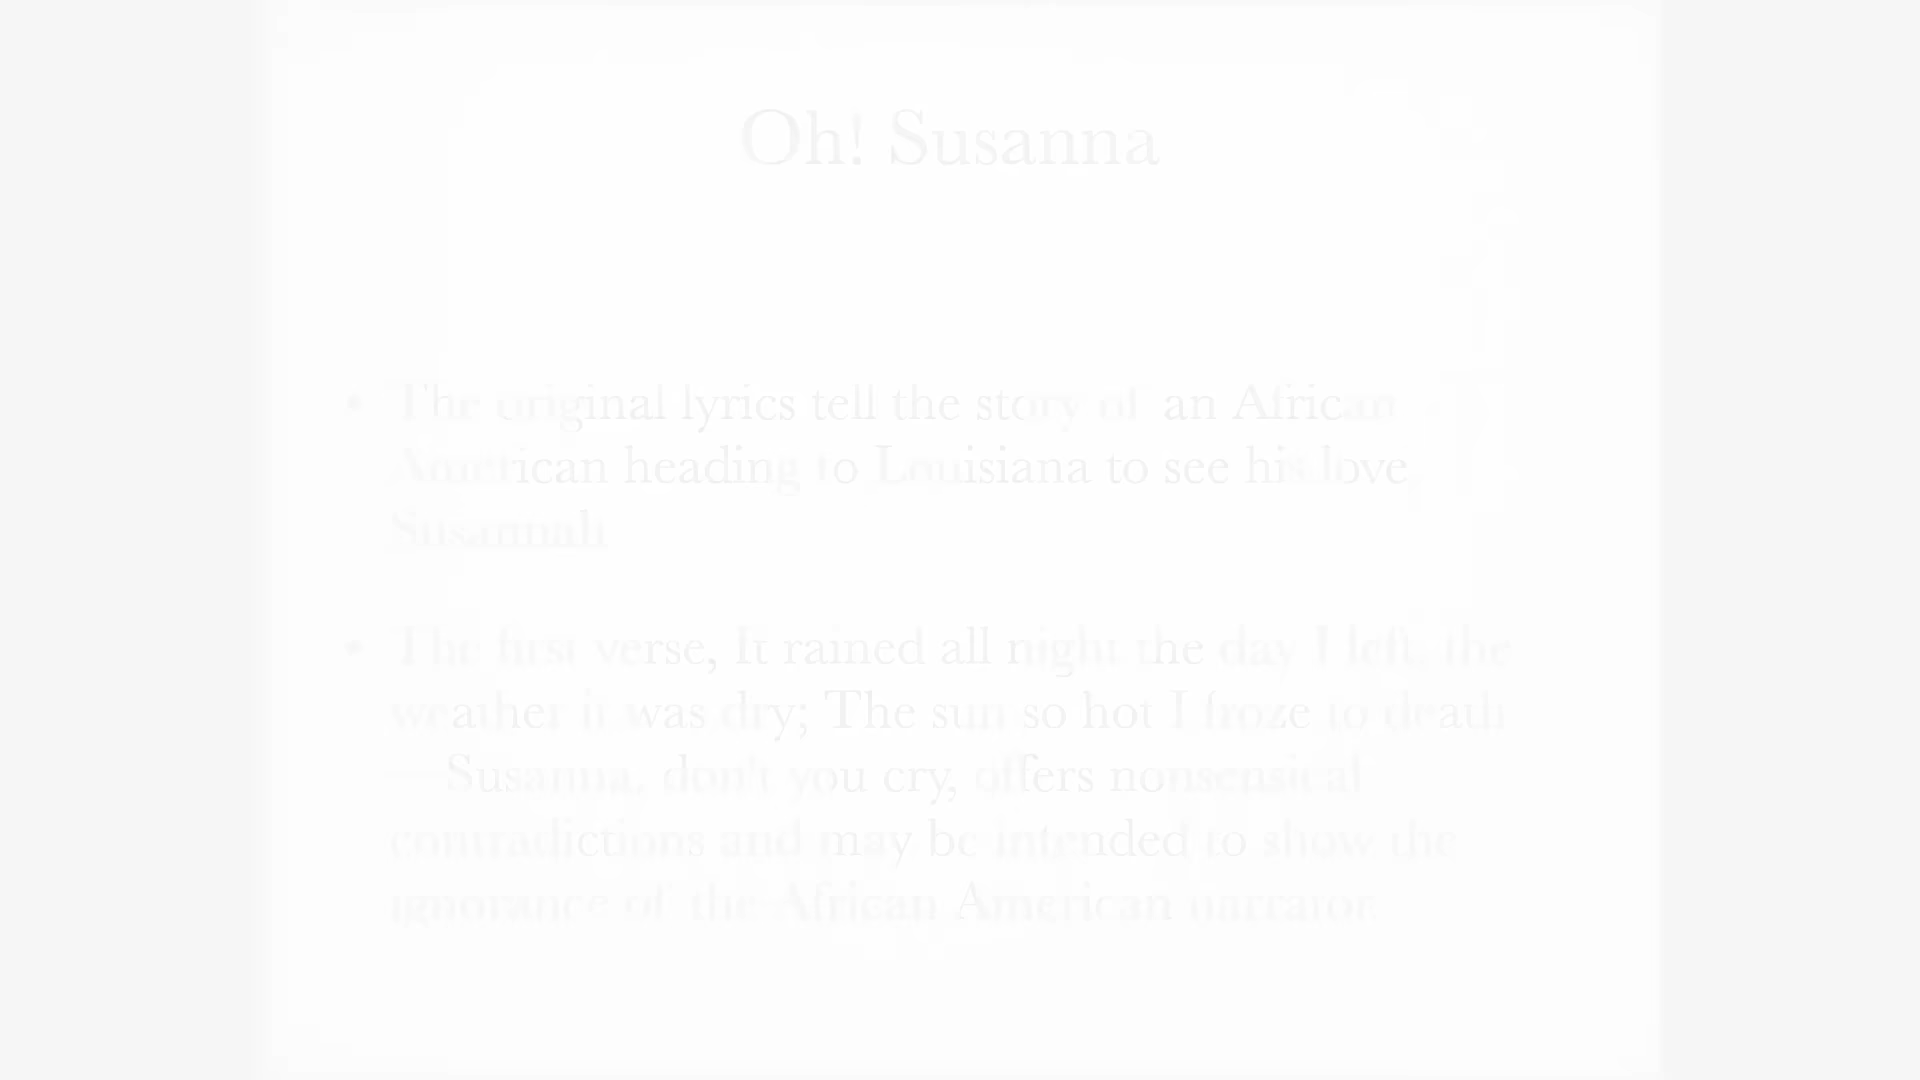 Oh! Susanna
• The original lyrics tell the story of an African
American heading to Louisiana to see his love,
Susannah
• The first verse, It rained all night the day I left, the
weather it was dry; The sun so hot I froze to death
—Susanna, don't you cry, offers nonsensical
contradictions and may be intended to show the
ignorance of the African American narrator